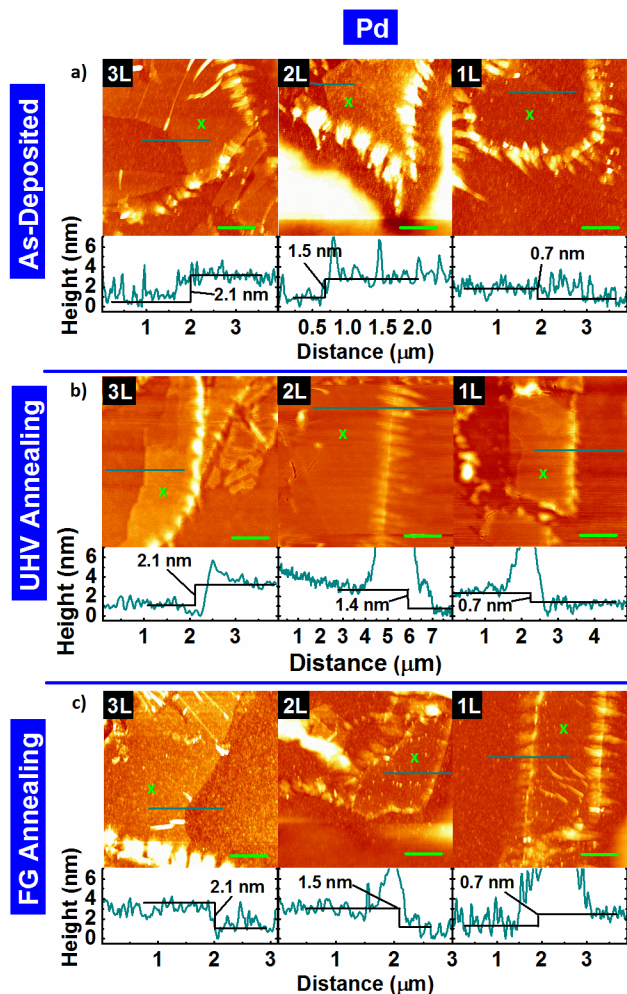 Pd
As-Deposited
a)
3L
2L
1L
x
x
x
Height (nm)
6
4
2
0
2.1 nm
1.5 nm
0.7 nm
1 2 3
0.5 1.0 1.5 2.0
1 2 3
Distance (μm)
UHV Annealing
b)
3L
2L
1L
x
x
x
Height (nm)
6
4
2
0
2.1 nm
1.4 nm
0.7 nm
1 2 3
1 2 3 4 5 6 7
1 2 3 4
Distance (μm)
FG Annealing
c)
3L
2L
1L
x
x
x
Height (nm)
6
4
2
0
2.1 nm
1.5 nm
0.7 nm
1 2 3
1 2 3
1 2 3
Distance (μm)